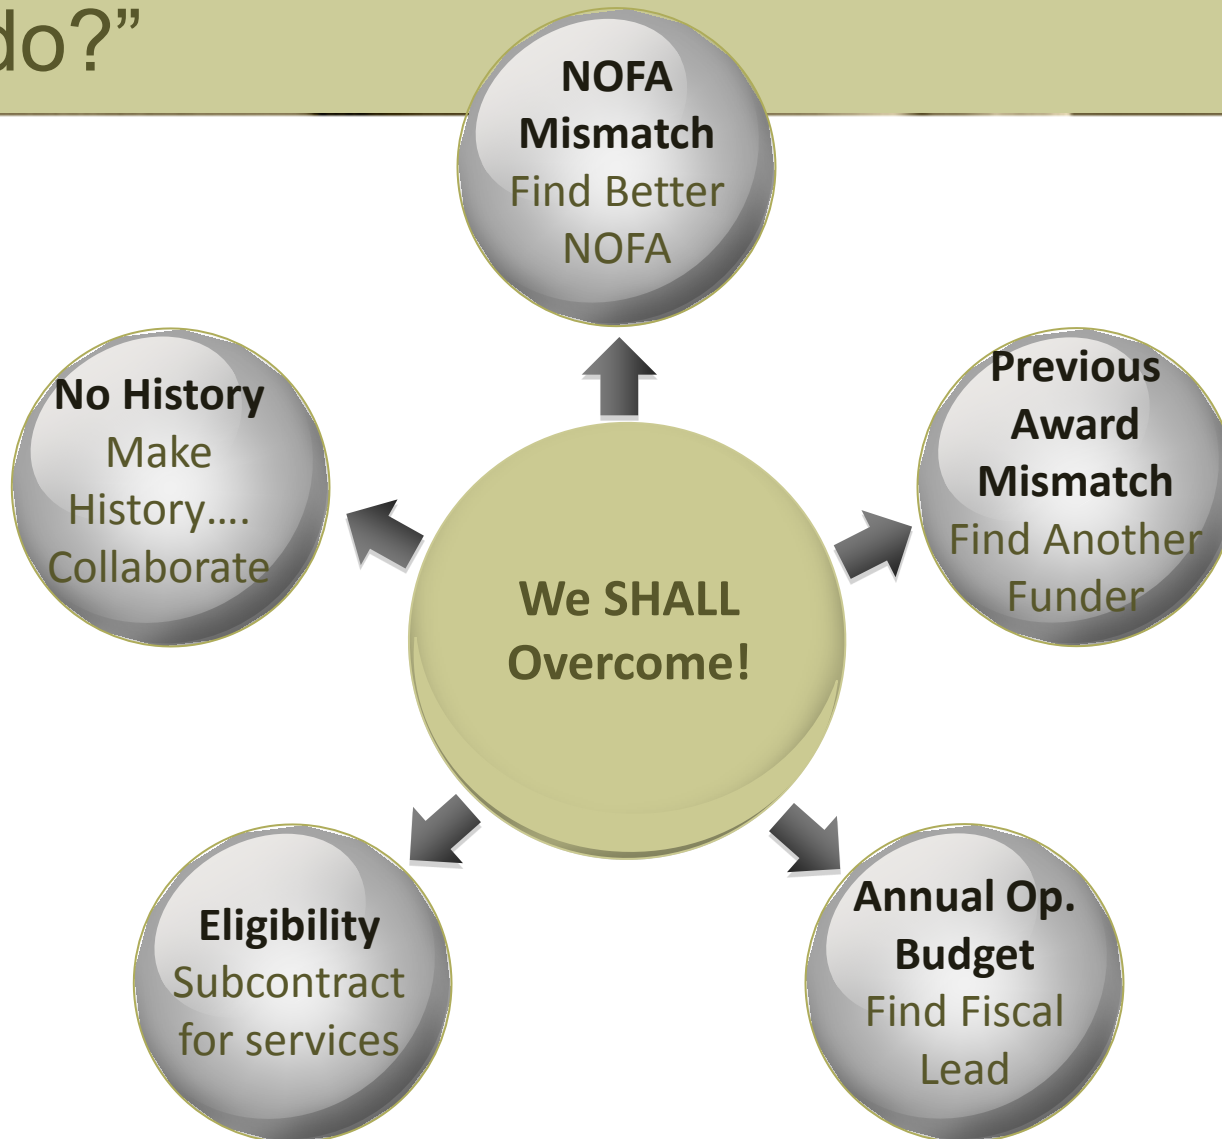 do?”
NOFA
Mismatch
Find Better
NOFA
Previous
Award
Mismatch
Find Another
Funder
Annual Op.
Budget
Find Fiscal
Lead
Eligibility
Subcontract
for services
No History
Make
History….
Collaborate
We SHALL
Overcome!